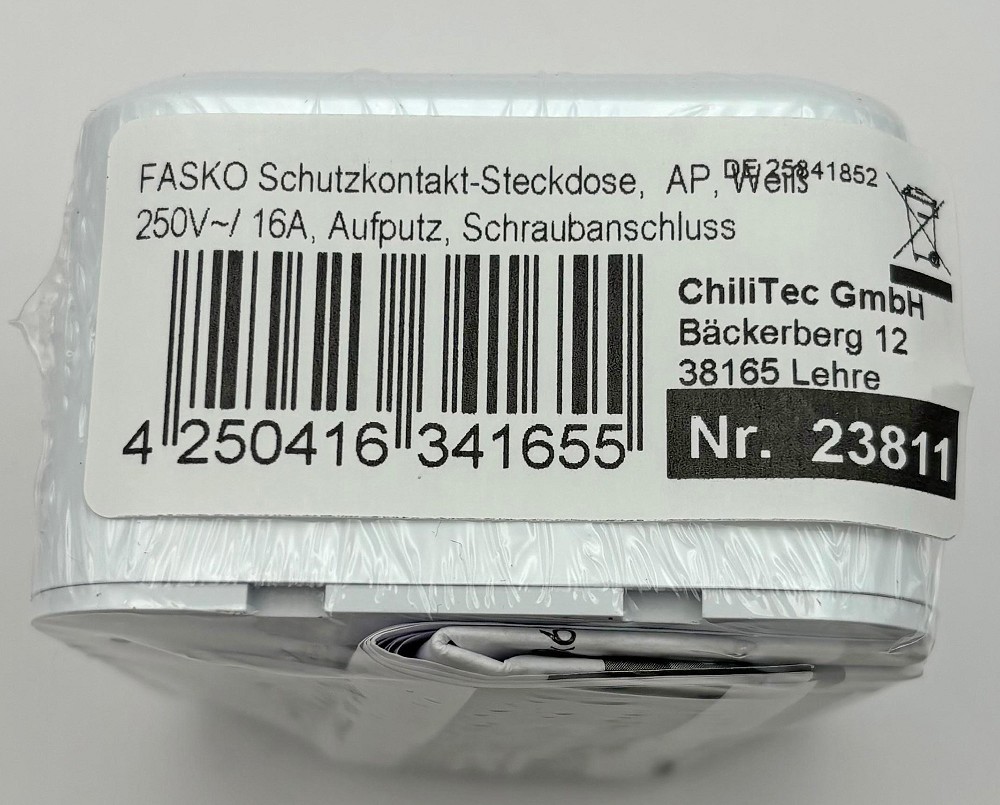 FASKO Schutzkontakt-Steckdose, AP, Weiß
DE 25841852
250V~/ 16A, Aufputz, Schraubanschluss
ChiliTec GmbH
Bäckerberg 12
38165 Lehre
4 250416 341655
Nr. 23811